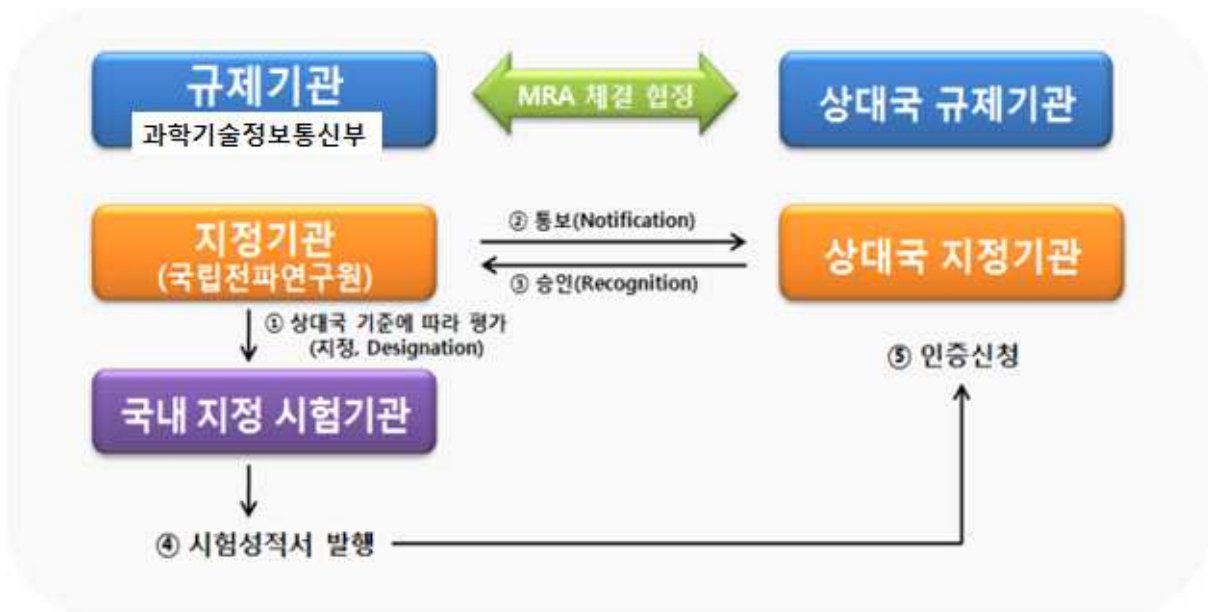 규제기관
과학기술정보통신부
MRA 체결 협정
상대국 규제기관
지정기관
(국립전파연구원)
② 통보(Notification)
③ 승인(Recognition)
상대국 지정기관
① 상대국 기준에 따라 평가
(지정, Designation)
⑤ 인증신청
국내 지정 시험기관
④ 시험성적서 발행